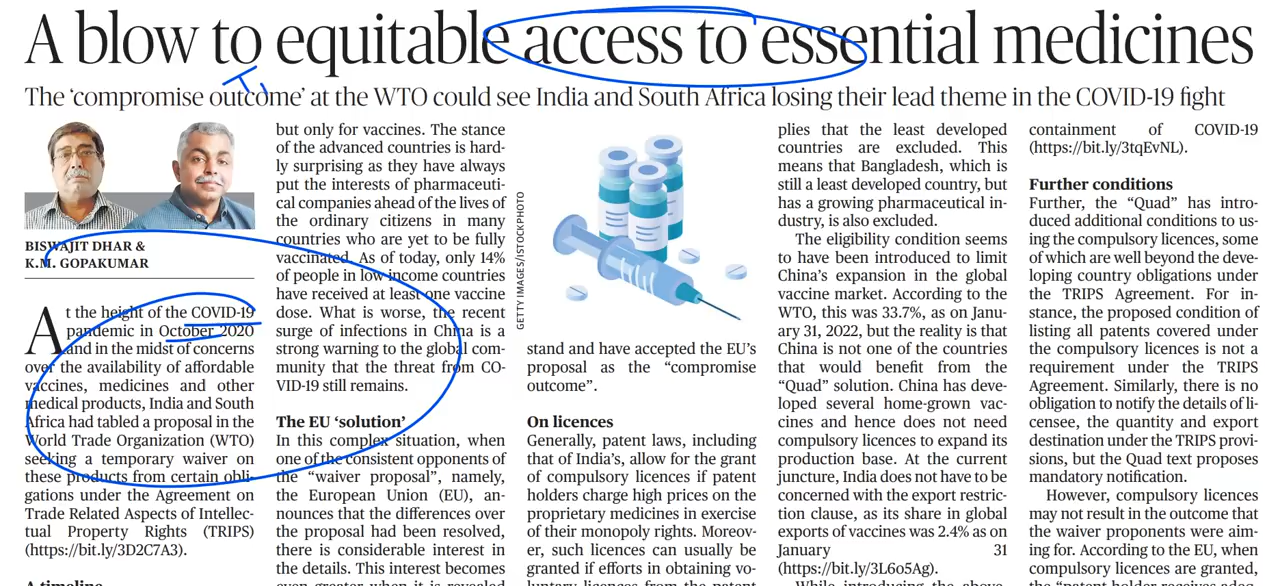 A blow to equitable access to essential medicines
The ‘compromise outcome’ at the WTO could see India and South Africa losing their lead theme in the COVID-19 fight
BISWAJIT DHAR &
K.M. GOPAKUMAR
At the height of the COVID-19
pandemic in October 2020
and in the midst of concerns
over the availability of affordable
vaccines, medicines and other
medical products, India and South
Africa had tabled a proposal in the
World Trade Organization (WTO)
seeking a temporary waiver on
these products from certain obli-
gations under the Agreement on
Trade Related Aspects of Intellec-
tual Property Rights (TRIPS)
(https://bit.ly/3D2C7A3).
A timeline
but only for vaccines. The stance
of the advanced countries is hard-
ly surprising as they have always
put the interests of pharmaceuti-
cal companies ahead of the lives of
the ordinary citizens in many
countries who are yet to be fully
vaccinated. As of today, only 14%
of people in low-income countries
have received at least one vaccine
dose. What is worse, the recent
surge of infections in China is a
strong warning to the global com-
munity that the threat from CO-
VID-19 still remains.
The EU ‘solution’
In this complex situation, when
one of the consistent opponents of
the “waiver proposal”, namely,
the European Union (EU), an-
nounces that the differences over
the proposal had been resolved,
there is considerable interest in
the details. This interest becomes
even greater when it is revealed
GETTY IMAGES/ISTOCKPHOTO
stand and have accepted the EU’s
proposal as the “compromise
outcome”.
On licences
Generally, patent laws, including
that of India’s, allow for the grant
of compulsory licences if patent
holders charge high prices on the
proprietary medicines in exercise
of their monopoly rights. Moreov-
er, such licences can usually be
granted if efforts in obtaining vo-
luntary licences from the patent
plies that the least developed
countries are excluded. This
means that Bangladesh, which is
still a least developed country, but
has a growing pharmaceutical in-
dustry, is also excluded.
The eligibility condition seems
to have been introduced to limit
China’s expansion in the global
vaccine market. According to the
WTO, this was 33.7%, as on Janu-
ary 31, 2022, but the reality is that
China is not one of the countries
that would benefit from the
“Quad” solution. China has deve-
loped several home-grown vac-
cines and hence does not need
compulsory licences to expand its
production base. At the current
juncture, India does not have to be
concerned with the export restric-
tion clause, as its share in global
exports of vaccines was 2.4% as on
January 31
(https://bit.ly/3L6o5Ag).
While introducing the above-
containment of COVID-19
(https://bit.ly/3tqEvNL).
Further conditions
Further, the “Quad” has intro-
duced additional conditions to us-
ing the compulsory licences, some
of which are well beyond the deve-
loping country obligations under
the TRIPS Agreement. For in-
stance, the proposed condition of
listing all patents covered under
the compulsory licences is not a
requirement under the TRIPS
Agreement. Similarly, there is no
obligation to notify the details of li-
censee, the quantity and export
destination under the TRIPS provi-
sions, but the Quad text proposes
mandatory notification.
However, compulsory licences
may not result in the outcome that
the waiver proponents were aim-
ing for. According to the EU, when
compulsory licences are granted,
the “patent holder receives adeq-